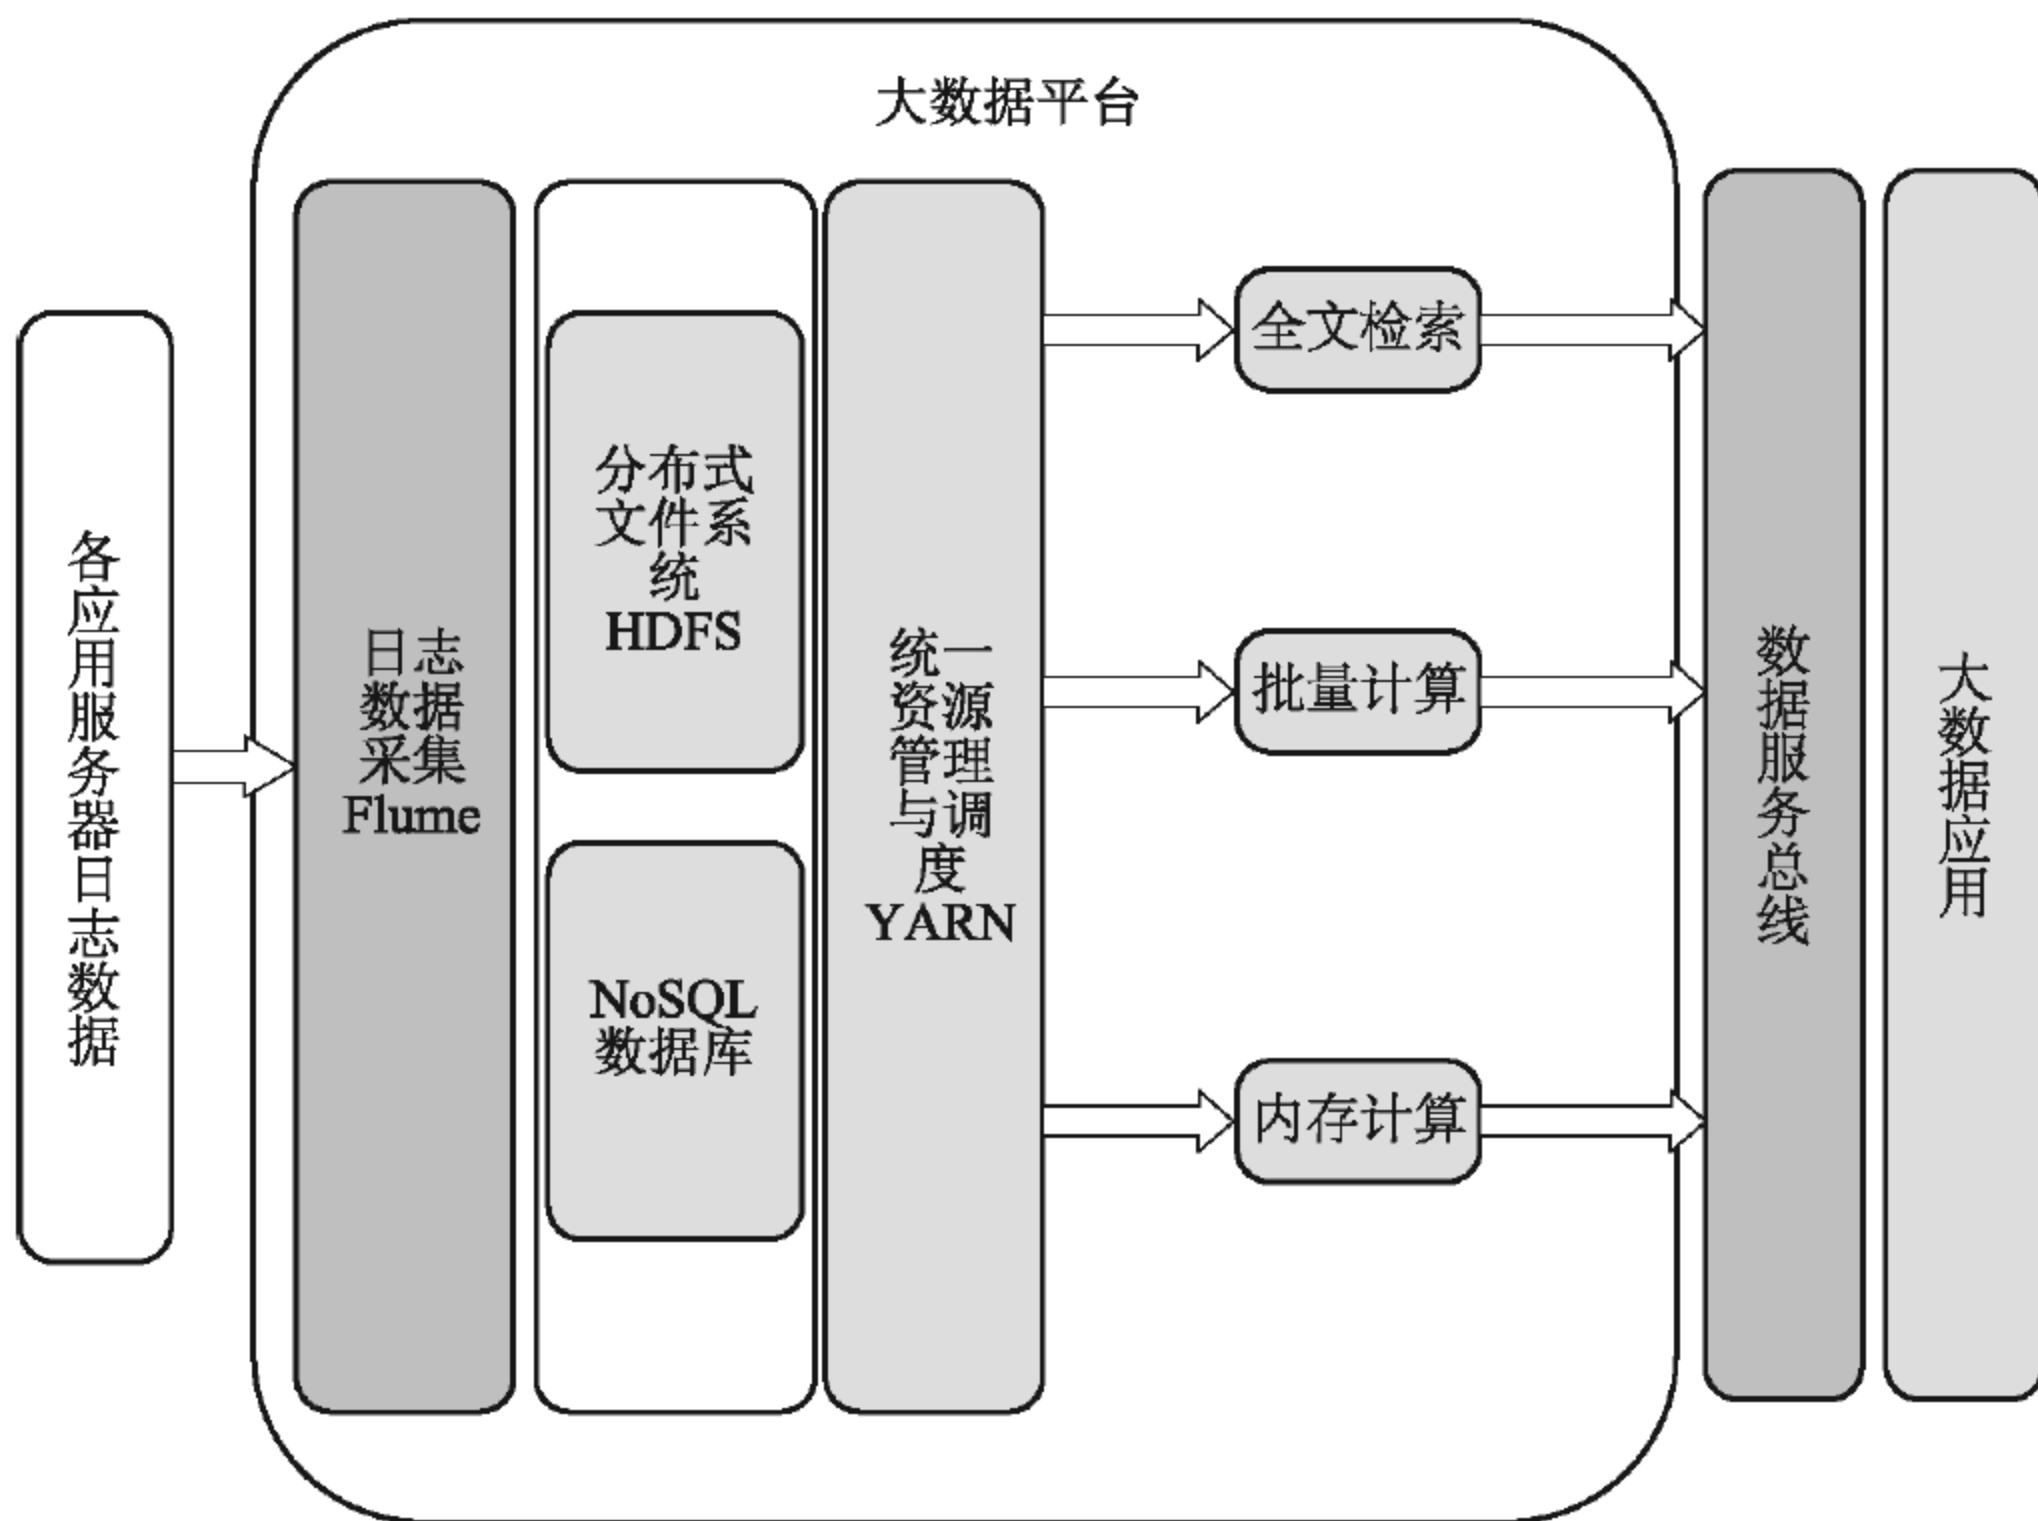 大数据平台
各应用服务器日志数据
日志
数据
采集
Flume
分布式
文件系
统
HDFS
NoSQL
数据库
统一
资源
管理
与调
度
YARN
全文检索
批量计算
内存计算
数据服务总线
大数据应用